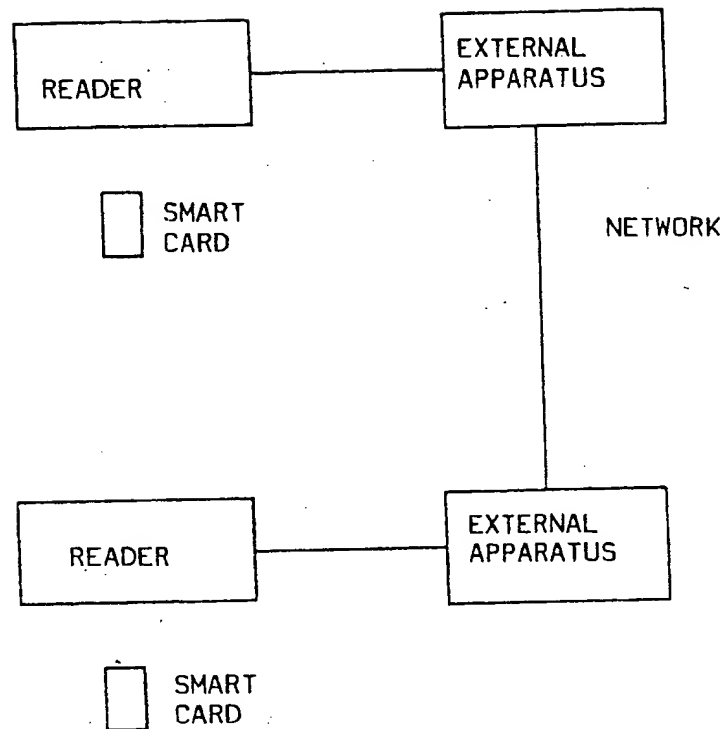 READER
EXTERNAL
APPARATUS
SMART
CARD
NETWORK
READER
EXTERNAL
APPARATUS
SMART
CARD